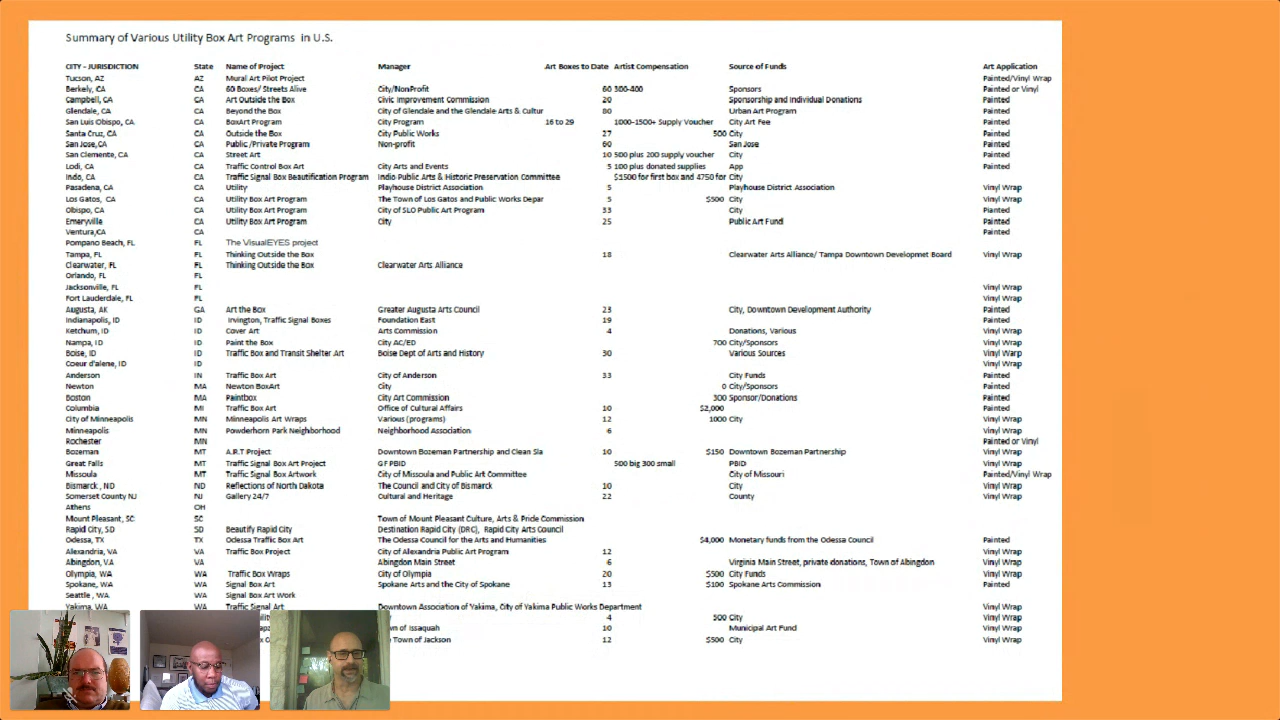 Summary of Various Utility Box Art Programs in U.S.
CITY - JURISDICTION State Name of Project Manager Art Boxes to Date Artist Compensation Source of Funds Art Application
Tucson, AZ AZ Mural Art Pilot Project Painted/Vinyl Wrap
Berkely, CA CA 60 Boxes/ Streets Alive City/NonProfit 60 300-400 Sponsors Painted or Vinyl
Campbell, CA CA Art Outside the Box Civic Improvement Commission 20 Sponsorship and Individual Donations Painted
Glendale, CA CA Beyond the Box City of Glendale and the Glendale Arts & Cultur 80 Urban Art Program Painted
San Luis Obispo, CA CA BoxArt Program City Program 16 to 29 1000-1500+ Supply Voucher City Art Fee Painted
Santa Cruz, CA CA Outside the Box City Public Works 27 500 City Painted
San Jose,CA CA Public /Private Program Non-profit 60 San Jose Painted
San Clemente, CA CA Street Art 10 500 plus 200 supply voucher City Painted
Lodi, CA CA Traffic Control Box Art City Arts and Events 5 100 plus donated supplies App Painted
Indo, CA CA Traffic Signal Box Beautification Program Indio Public Arts & Historic Preservation Committee $1500 for first box and 4750 for City
Pasadena, CA CA Utility Playhouse District Association 5 Playhouse District Association Vinyl Wrap
Los Gatos, CA CA Utility Box Art Program The Town of Los Gatos and Public Works Depar 5 $500 City Vinyl Wrap
Obispo, CA CA Utility Box Art Program City of SLO Public Art Program 33 City Planted
Emeryville CA Utility Box Art Program City 25 Public Art Fund Vinyl Wrap
Ventura,CA CA Painted
Pompano Beach, FL FL The VisualEYES project
Tampa, FL FL Thinking Outside the Box 18 Clearwater Arts Alliance/ Tampa Downtown Developmet Board Vinyl Wrap
Clearwater, FL FL Thinking Outside the Box Clearwater Arts Alliance
Orlando, FL FL
Jacksonville, FL FL Vinyl Wrap
Fort Lauderdale, FL FL Vinyl Wrap
Augusta, AK GA Art the Box Greater Augusta Arts Council 23 City, Downtown Development Authority Painted
Indianapolis, ID ID Irvington, Traffic Signal Boxes Foundation East 19 Painted
Ketchum, ID ID Cover Art Arts Commission 4 Donations, Various Vinyl Wrap
Nampa, ID ID Paint the Box City AC/ED 700 City/Sponsors Vinyl Wrap
Boise, ID ID Traffic Box and Transit Shelter Art Boise Dept of Arts and History 30 Various Sources Vinyl Warp
Coeur d'alene, ID ID Vinyl Wrap
Anderson IN Traffic Box Art City of Anderson 33 City Funds Painted
Newton MA Newton BoxArt City 0 City/Sponsors Painted
Boston MA Paintbox City Art Commission 300 Sponsor/Donations Painted
Columbia MI Traffic Box Art Office of Cultural Affairs 10 $2,000 Painted
City of Minneapolis MN Minneapolis Art Wraps Various (programs) 12 1000 City Vinyl Wrap
Minneapolis MN Powderhorn Park Neighborhood Neighborhood Association 6 Vinyl Wrap
Rochester MN Painted or Vinyl
Bozeman MT A.R.T Project Downtown Bozeman Partnership and Clean Sla 10 $150 Downtown Bozeman Partnership Vinyl Wrap
Great Falls MT Traffic Signal Box Art Project GF PBID 500 big 300 small PBID Vinyl Wrap
Missoula MT Traffic Signal Box Artwork City of Missoula and Public Art Committee City of Missouri Painted/Vinyl Wrap
Bismarck , ND ND Reflections of North Dakota The Council and City of Bismarck 10 City Vinyl Wrap
Somerset County NJ NJ Gallery 24/7 Cultural and Heritage 22 County Vinyl Wrap
Athens OH
Mount Pleasant, SC SC Town of Mount Pleasant Culture, Arts & Pride Commission
Rapid City, SD SD Beautify Rapid City Destination Rapid City (DRC), Rapid City Arts Council
Odessa, TX TX Odessa Traffic Box Art The Odessa Council for the Arts and Humanities $4,000 Monetary funds from the Odessa Council Painted
Alexandria, VA VA Traffic Box Project City of Alexandria Public Art Program 12 Vinyl Wrap
Abingdon, VA VA Abingdon Main Street 6 Virginia Main Street, private donations, Town of Abingdon Vinyl Wrap
Olympia, WA WA Traffic Box Wraps City of Olympia 20 $500 City Funds Vinyl Wrap
Spokane, WA WA Signal Box Art Spokane Arts and the City of Spokane 13 $100 Spokane Arts Commission Painted
Seattle , WA WA Signal Box Art Work
Yakima, WA WA Traffic Signal Art Downtown Association of Yakima, City of Yakima Public Works Department Vinyl Wrap
4 500 City Vinyl Wrap
of Issaquah 10 Municipal Art Fund Vinyl Wrap
Town of Jackson 12 $500 City Vinyl Wrap